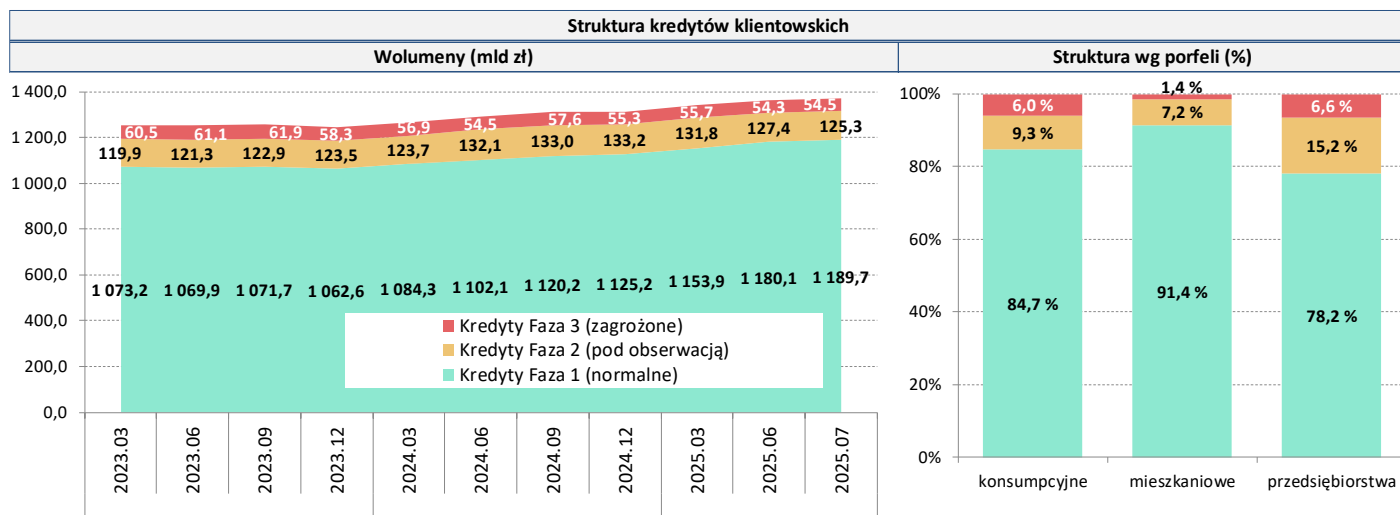 Struktura kredytów klientowskich
Wolumeny (mld zł)
Struktura wg porfeli (%)
1 400,0
1200,0
1 000,0
800,0
600,0
400,0
200,0
0,0
60,5 61,1 61,9 58,3 56,9 54,5 57,6 55,3 55,7 54,3 54,5
119,9 121,3 122,9 123,5 123,7 132,1 133,0 133,2 131,8 127,4 125,3
1 073,2 1 069,9 1 071,7 1 062,6 1 084,3 1 102,1 1 120,2 1 125,2 1 153,9 1 180,1 1 189,7
Kredyty Faza 3 (zagrożone)
Kredyty Faza 2 (pod obserwacją)
Kredyty Faza 1 (normalne)
2023.03
2023.06
2023.09
2023.12
2024.03
2024.06
2024.09
2024.12
2025.03
2025.06
2025.07
100%
80%
60%
40%
20%
0%
6,0 % 1,4 % 6,6 %
9,3 % 7,2 % 15,2 %
84,7 % 91,4 % 78,2 %
konsumpcyjne mieszkaniowe przedsiębiorstwa